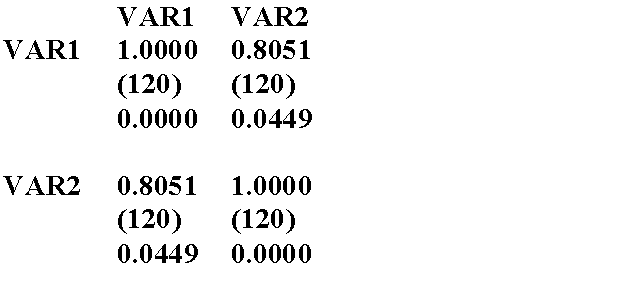 VAR1 VAR2
VAR1 1.0000 0.8051
(120) (120)
0.0000 0.0449
VAR2 0.8051 1.0000
(120) (120)
0.0449 0.0000